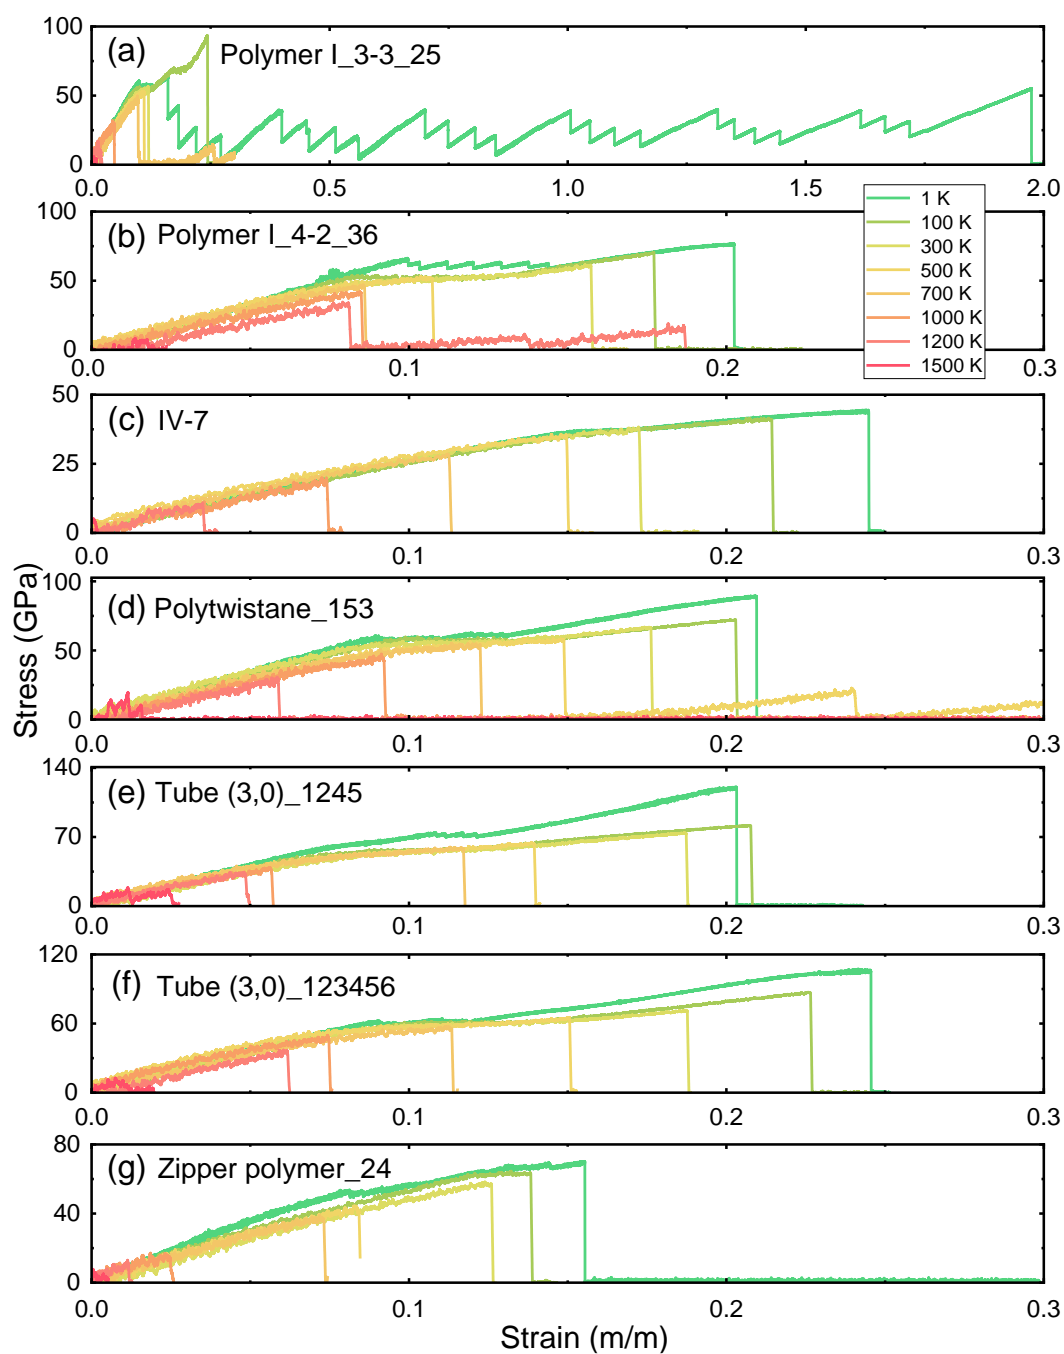 100
50
0
(a) Polymer I_3-3_25
0.0 0.5 1.0 1.5 2.0
100
50
0
(b) Polymer I_4-2_36
0.0 0.1 0.2 0.3
1 K
100 K
300 K
500 K
700 K
1000 K
1200 K
1500 K
50
25
0
(c) IV-7
0.0 0.1 0.2 0.3
Stress (GPa)
100
50
0
(d) Polytwistane_153
0.0 0.1 0.2 0.3
140
70
0
(e) Tube (3,0)_1245
0.0 0.1 0.2 0.3
120
60
0
(f) Tube (3,0)_123456
0.0 0.1 0.2 0.3
80
40
0
(g) Zipper polymer_24
0.0 0.1 0.2 0.3
Strain (m/m)